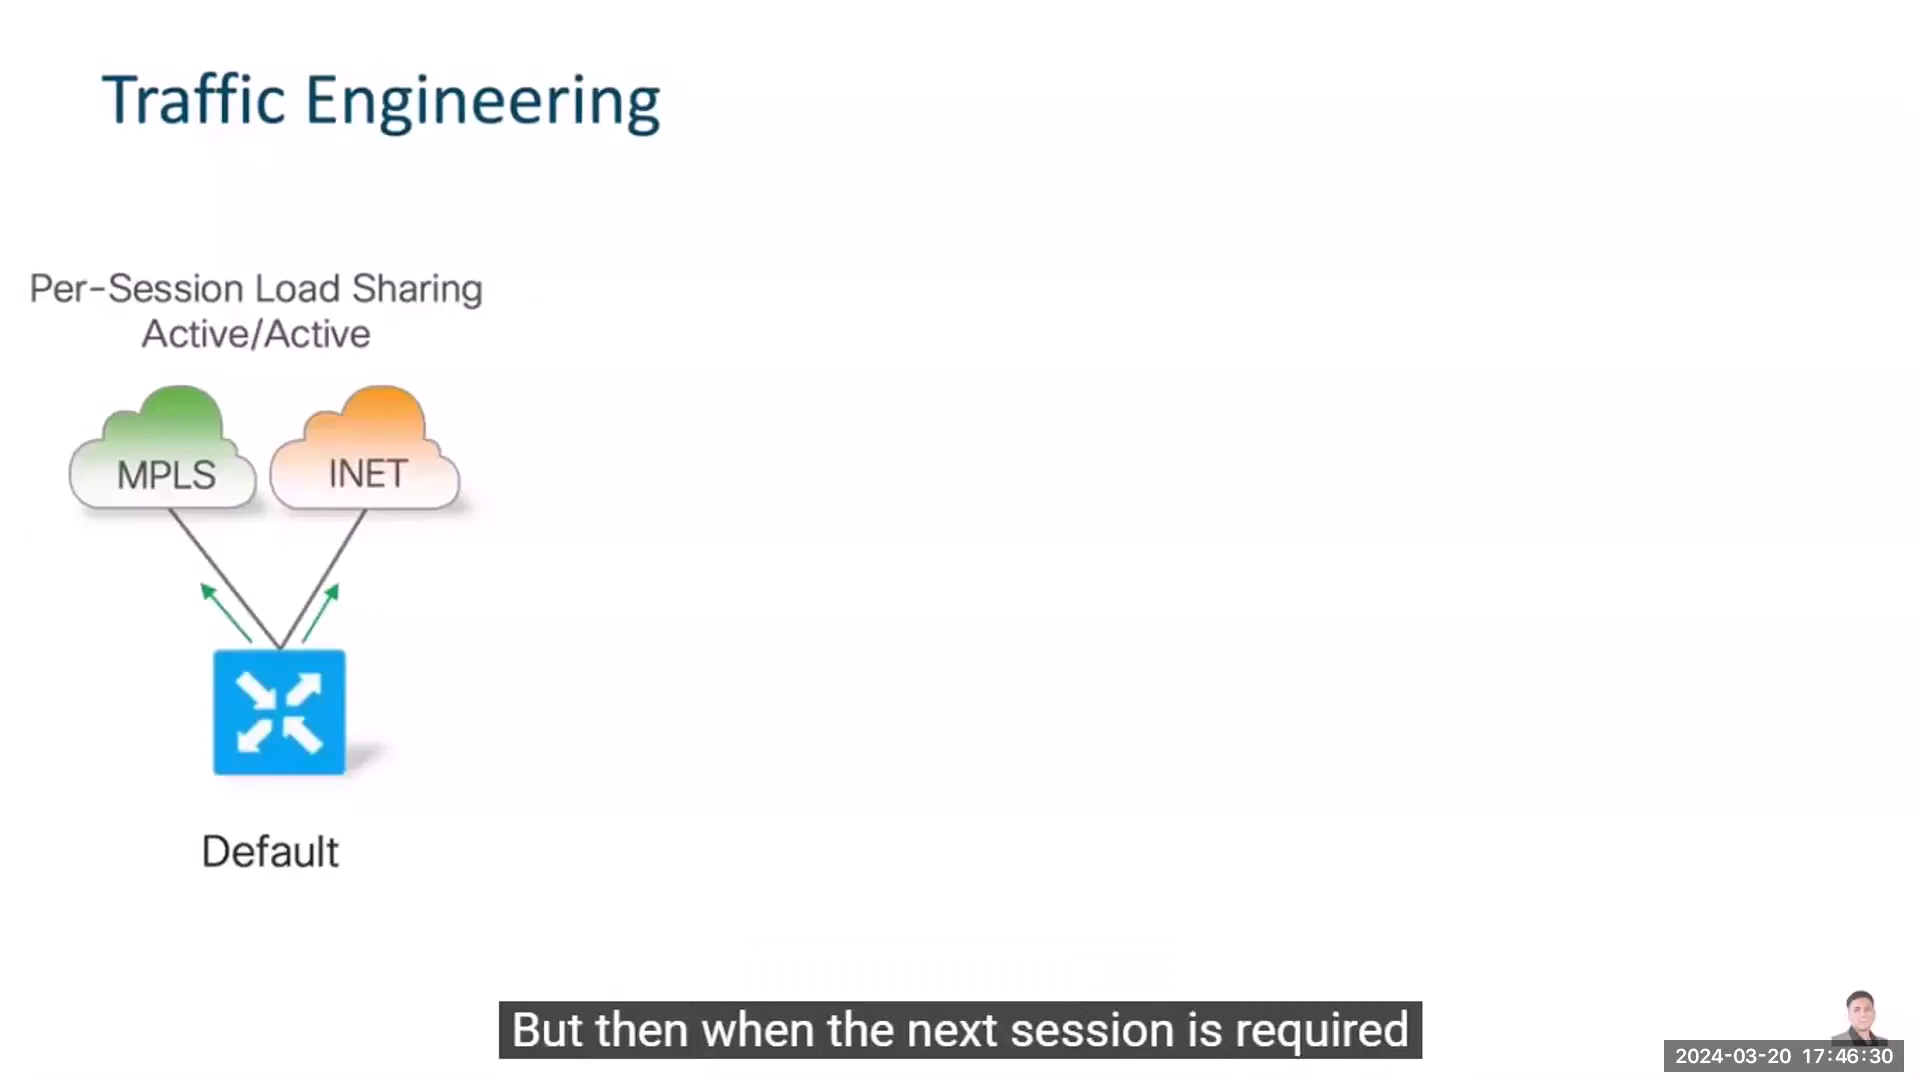 Traffic Engineering
Per-Session Load Sharing
Active/Active
MPLS
INET
Default
But then when the next session is required
2024-03-20 17:46:30